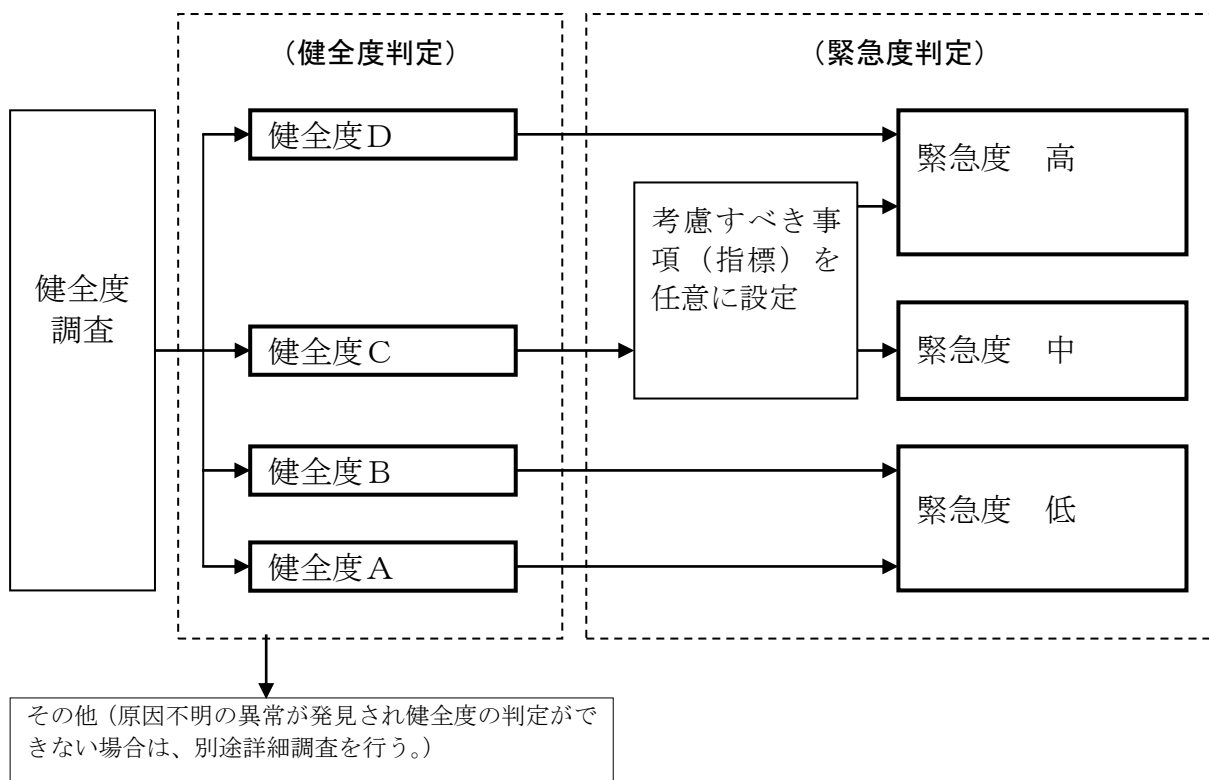 （健全度判定）
（緊急度判定）
健全度
調査
健全度Ｄ
健全度Ｃ
健全度Ｂ
健全度Ａ
考慮すべき事
項（指標）を
任意に設定
緊急度　高
緊急度　中
緊急度　低
その他（原因不明の異常が発見され健全度の判定がで
きない場合は、別途詳細調査を行う。）